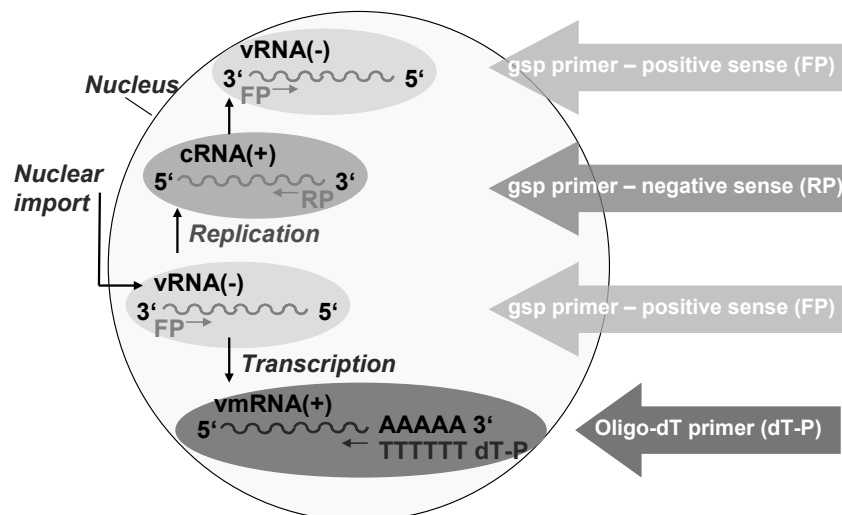 vRNA(-)
3‘ 5‘
FP
gsp primer – positive sense (FP)
Nucleus
cRNA(+)
5‘ 3‘
RP
gsp primer – negative sense (RP)
Nuclear
import
Replication
vRNA(-)
3‘ 5‘
FP
gsp primer – positive sense (FP)
Transcription
vmRNA(+)
5‘ AAAAA 3‘
TTTTTT dT-P
Oligo-dT primer (dT-P)